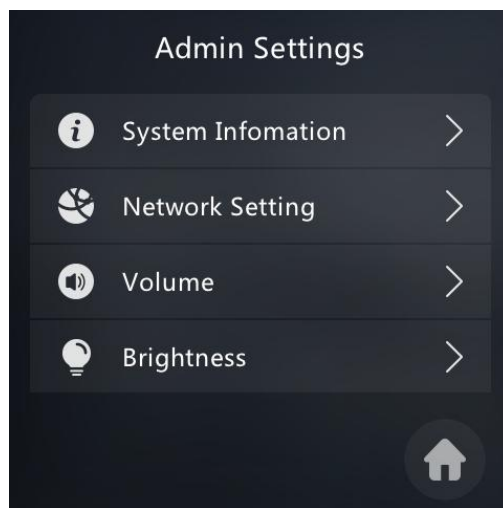 Admin Settings
System Infomation
Network Setting
Volume
Brightness